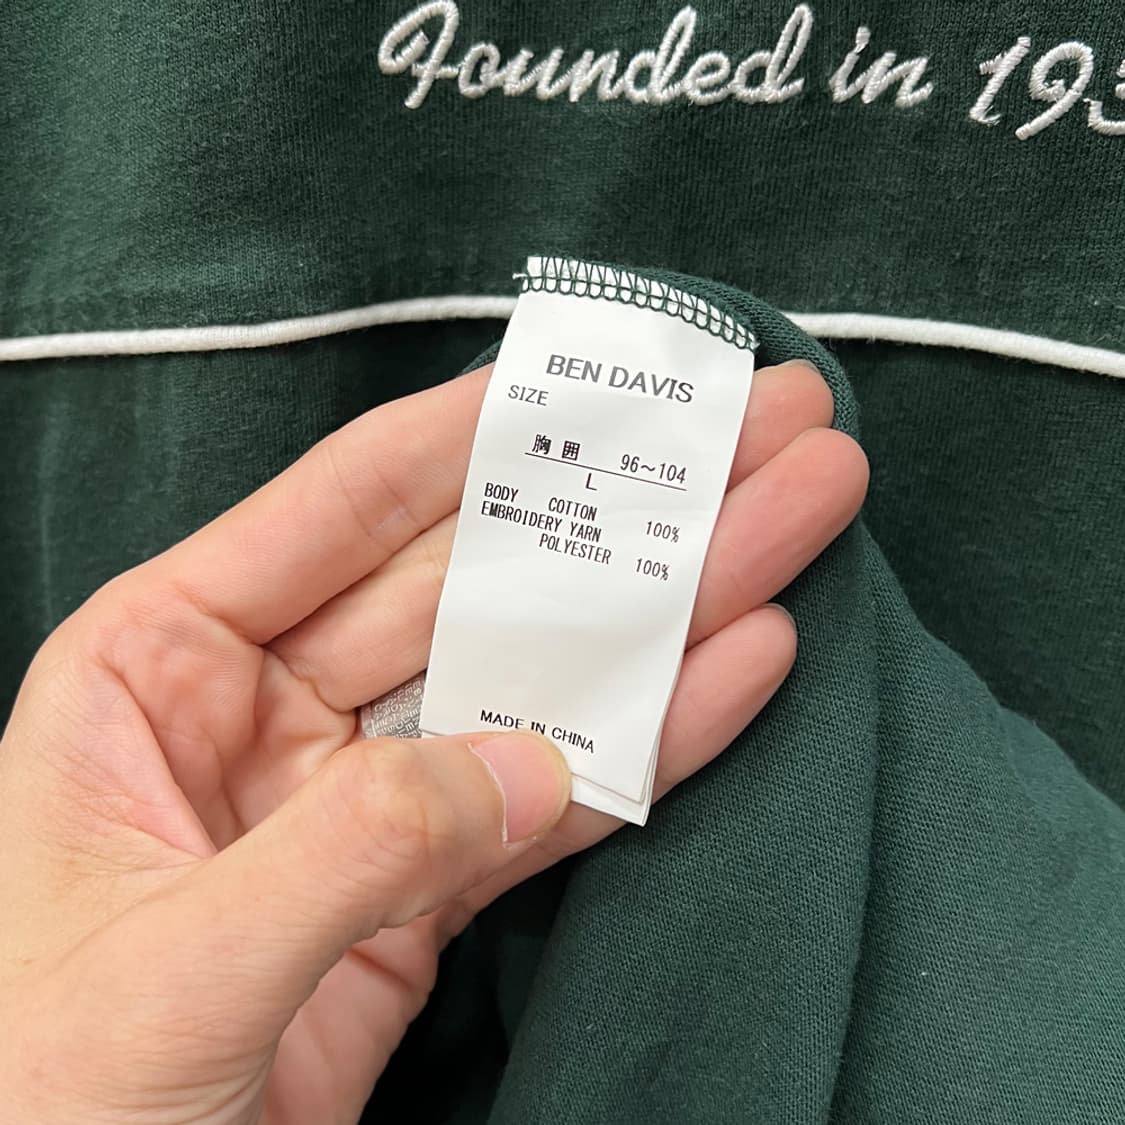 Founded in 193
BEN DAVIS
SIZE
胸囲 96～104
L
BODY COTTON 100%
EMBROIDERY YARN
POLYESTER 100%
MADE IN CHINA